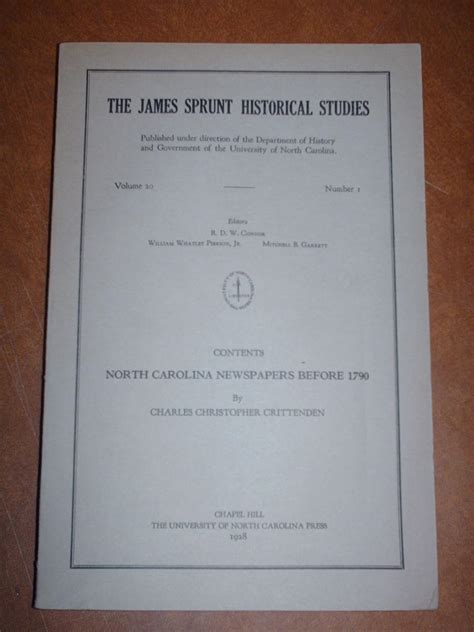 THE JAMES SPRUNT HISTORICAL STUDIES
Published under direction of the Department of History
and Government of the University of North Carolina.
Volume 20 Number 1
Editors
R. D. W. Connor
William Whatley Pierson, Jr. Mitchell B. Garrett
CONTENTS
NORTH CAROLINA NEWSPAPERS BEFORE 1790
By
CHARLES CHRISTOPHER CRITTENDEN
CHAPEL HILL
THE UNIVERSITY OF NORTH CAROLINA PRESS
1928